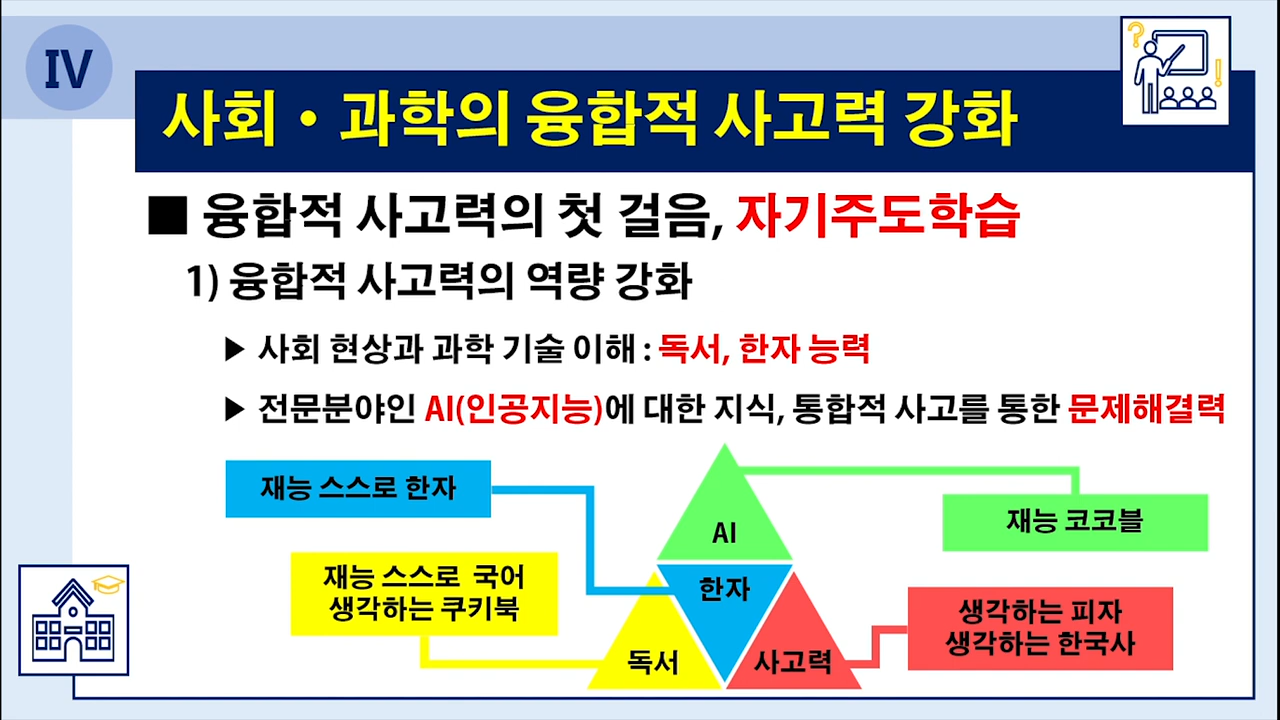 IV
사회・과학의 융합적 사고력 강화
■ 융합적 사고력의 첫 걸음, 자기주도학습
1) 융합적 사고력의 역량 강화
▶ 사회 현상과 과학 기술 이해 : 독서, 한자 능력
▶ 전문분야인 AI(인공지능)에 대한 지식, 통합적 사고를 통한 문제해결력
재능 스스로 한자
AI
재능 코코블
재능 스스로 국어
생각하는 쿠키북
한자
생각하는 피자
생각하는 한국사
독서
사고력